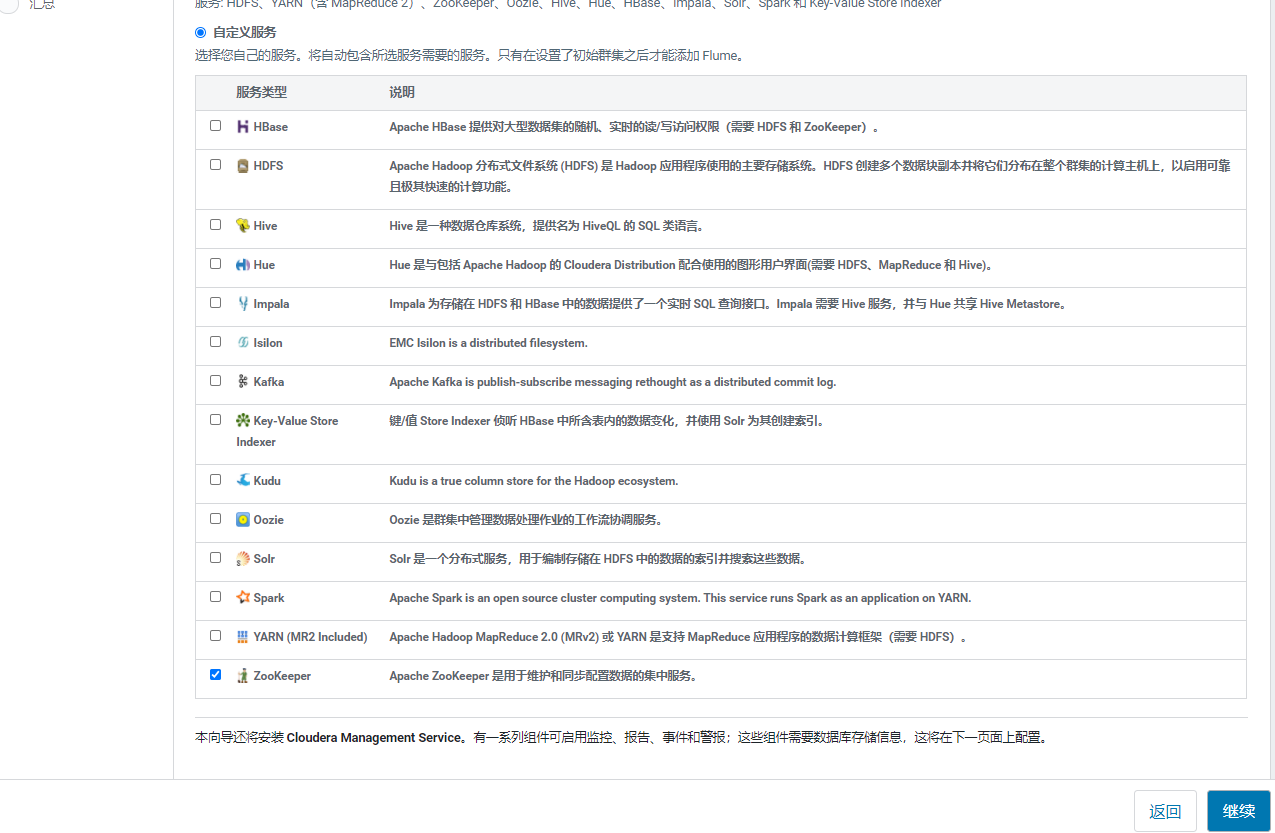 汇总
服务: HDFS、YARN（含 MapReduce 2）、ZooKeeper、Oozie、Hive、Hue、HBase、Impala、Solr、Spark 和 Key-Value Store Indexer
自定义服务
选择您自己的服务。将自动包含所选服务需要的服务。只有在设置了初始群集之后才能添加 Flume。
服务类型 说明
HBase Apache HBase 提供对大型数据集的随机、实时的读/写访问权限（需要 HDFS 和 ZooKeeper）。
HDFS Apache Hadoop 分布式文件系统 (HDFS) 是 Hadoop 应用程序使用的主要存储系统。HDFS 创建多个数据块副本并将它们分布在整个群集的计算主机上，以启用可靠
且极其快速的计算功能。
Hive Hive 是一种数据仓库系统，提供名为 HiveQL 的 SQL 类语言。
Hue Hue 是与包括 Apache Hadoop 的 Cloudera Distribution 配合使用的图形用户界面(需要 HDFS、MapReduce 和 Hive)。
Impala Impala 为存储在 HDFS 和 HBase 中的数据提供了一个实时 SQL 查询接口。Impala 需要 Hive 服务，并与 Hue 共享 Hive Metastore。
Isilon EMC Isilon is a distributed filesystem.
Kafka Apache Kafka is publish-subscribe messaging rethought as a distributed commit log.
Key-Value Store 键/值 Store Indexer 侦听 HBase 中所含表内的数据变化，并使用 Solr 为其创建索引。
Indexer
Kudu Kudu is a true column store for the Hadoop ecosystem.
Oozie Oozie 是群集中管理数据处理作业的工作流协调服务。
Solr Solr 是一个分布式服务，用于编制存储在 HDFS 中的数据的索引并搜索这些数据。
Spark Apache Spark is an open source cluster computing system. This service runs Spark as an application on YARN.
YARN (MR2 Included) Apache Hadoop MapReduce 2.0 (MRv2) 或 YARN 是支持 MapReduce 应用程序的数据计算框架（需要 HDFS）。
ZooKeeper Apache ZooKeeper 是用于维护和同步配置数据的集中服务。
本向导还将安装 Cloudera Management Service。有一系列组件可启用监控、报告、事件和警报；这些组件需要数据库存储信息，这将在下一页面上配置。
返回 继续